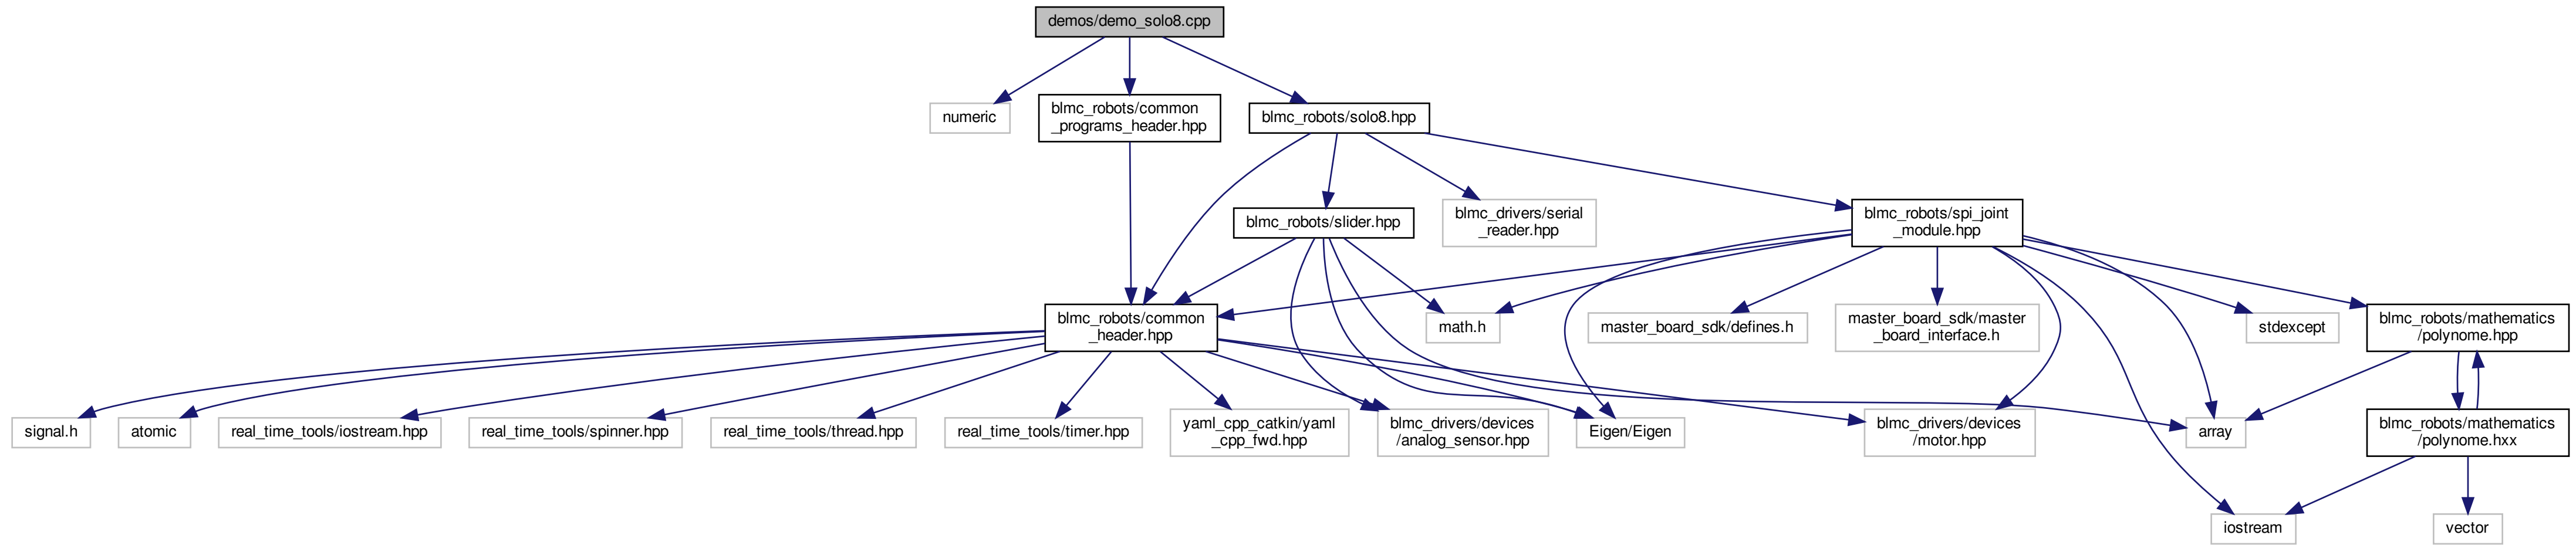 demos/demo_solo8.cpp
numeric
blmc_robots/common
_programs_header.hpp
blmc_robots/solo8.hpp
blmc_robots/slider.hpp
blmc_drivers/serial
_reader.hpp
blmc_robots/spi_joint
_module.hpp
blmc_robots/common
_header.hpp
math.h
master_board_sdk/defines.h
master_board_sdk/master
_board_interface.h
stdexcept
blmc_robots/mathematics
/polynome.hpp
signal.h
atomic
real_time_tools/iostream.hpp
real_time_tools/spinner.hpp
real_time_tools/thread.hpp
real_time_tools/timer.hpp
yaml_cpp_catkin/yaml
_cpp_fwd.hpp
blmc_drivers/devices
/analog_sensor.hpp
Eigen/Eigen
blmc_drivers/devices
/motor.hpp
array
blmc_robots/mathematics
/polynome.hxx
iostream
vector